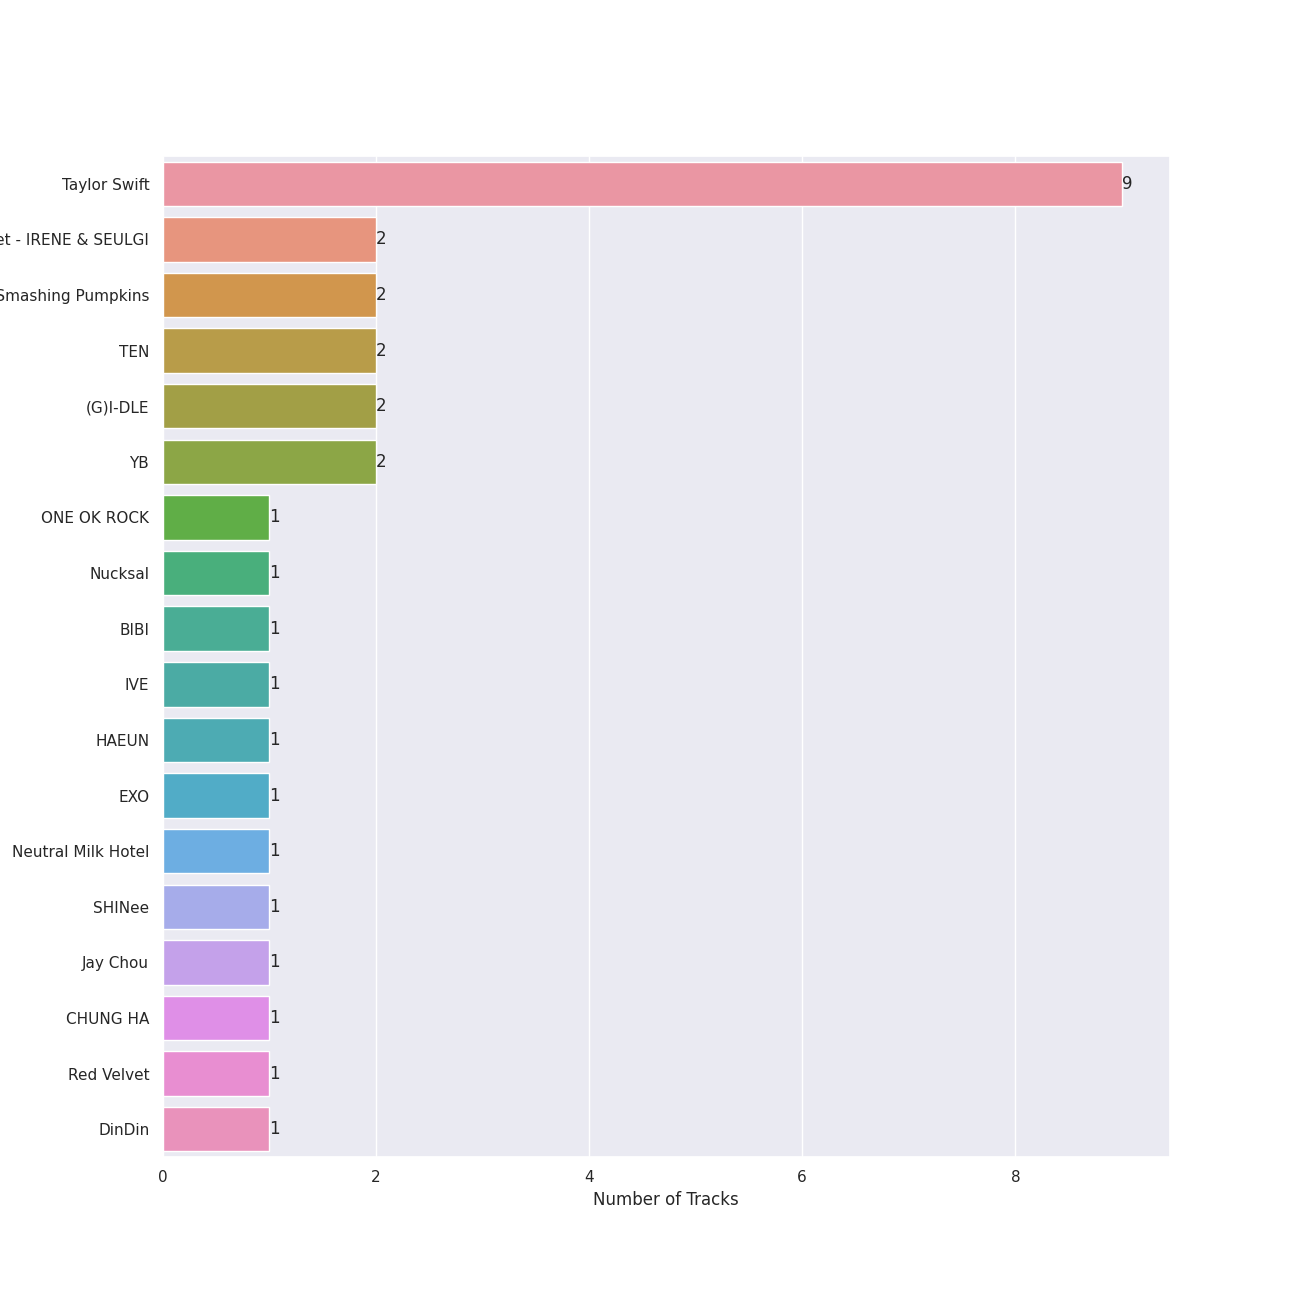 Taylor Swift 9
et - IRENE & SEULGI 2
Smashing Pumpkins 2
TEN 2
(G)I-DLE 2
YB 2
ONE OK ROCK 1
Nucksal 1
BIBI 1
IVE 1
HAEUN 1
EXO 1
Neutral Milk Hotel 1
SHINee 1
Jay Chou 1
CHUNG HA 1
Red Velvet 1
DinDin 1
0 2 4 6 8
Number of Tracks